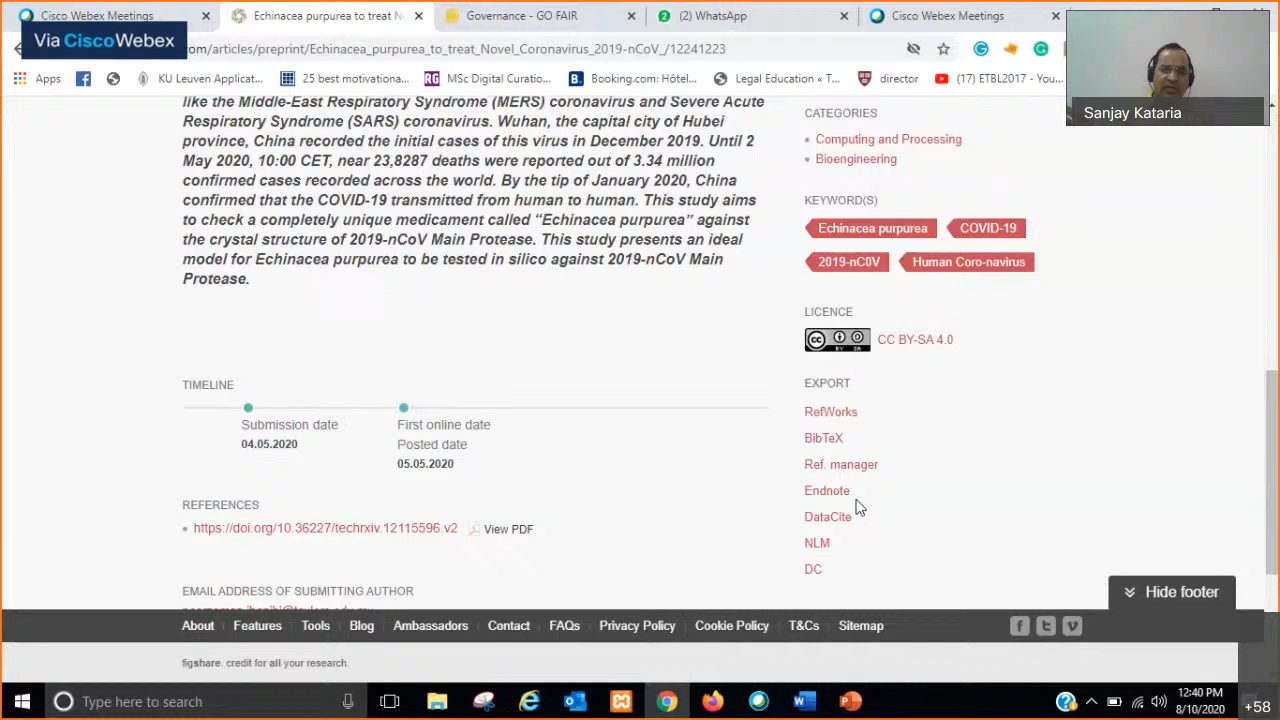 Cisco Webex Meetings
Echinacea purpurea to treat N
Governance - GO FAIR
(2) WhatsApp
Cisco Webex Meetings
Via Cisco Webex
com/articles/preprint/Echinacea_purpurea_to_treat_Novel_Coronavirus_2019-nCoV_/12241223
Apps
KU Leuven Applicat...
25 best motivationa...
MSc Digital Curatio...
Booking.com: Hôtel...
Legal Education « T...
director
(17) ETBL2017 - You...
Sanjay Kataria
like the Middle-East Respiratory Syndrome (MERS) coronavirus and Severe Acute
Respiratory Syndrome (SARS) coronavirus. Wuhan, the capital city of Hubei
province, China recorded the initial cases of this virus in December 2019. Until 2
May 2020, 10:00 CET, near 23,8287 deaths were reported out of 3.34 million
confirmed cases recorded across the world. By the tip of January 2020, China
confirmed that the COVID-19 transmitted from human to human. This study aims
to check a completely unique medicament called “Echinacea purpurea” against
the crystal structure of 2019-nCoV Main Protease. This study presents an ideal
model for Echinacea purpurea to be tested in silico against 2019-nCoV Main
Protease.
TIMELINE
Submission date
04.05.2020
First online date
Posted date
05.05.2020
REFERENCES
https://doi.org/10.36227/techrxiv.12115596.v2 View PDF
EMAIL ADDRESS OF SUBMITTING AUTHOR
CATEGORIES
Computing and Processing
Bioengineering
KEYWORD(S)
Echinacea purpurea
COVID-19
2019-nC0V
Human Coro-navirus
LICENCE
cc
BY SA
CC BY-SA 4.0
EXPORT
RefWorks
BibTeX
Ref. manager
Endnote
DataCite
NLM
DC
Hide footer
About Features Tools Blog Ambassadors Contact FAQs Privacy Policy Cookie Policy T&Cs Sitemap
figshare. credit for all your research.
Type here to search
12:40 PM
8/10/2020
+58